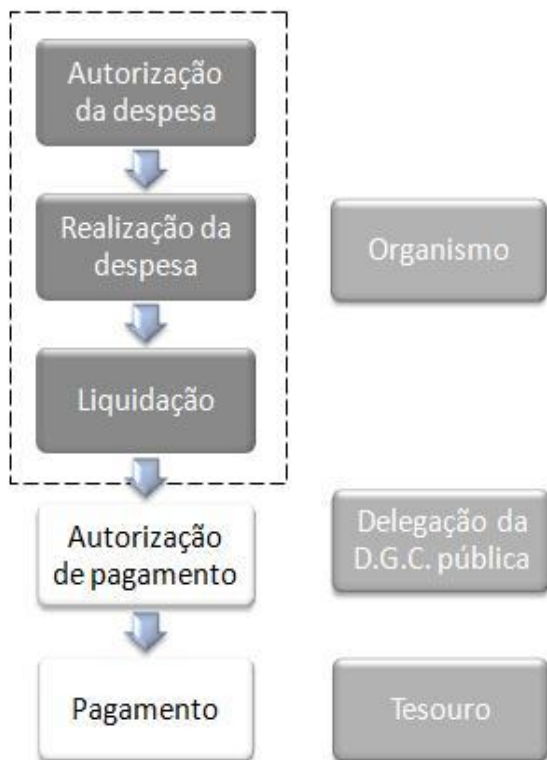 Autorização
da despesa
Realização da
despesa
Organismo
Liquidação
Autorização
de pagamento
Delegação da
D.G.C. pública
Pagamento
Tesouro